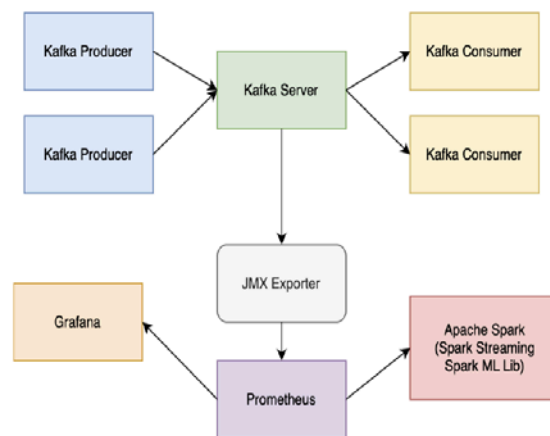 Kafka Producer
Kafka Consumer
Kafka Server
Kafka Producer
Kafka Consumer
JMX Exporter
Grafana
Apache Spark
(Spark Streaming
Spark ML Lib)
Prometheus